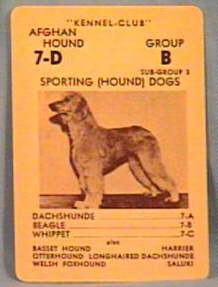 "KENNEL-CLUB"
AFGHAN GROUP
HOUND
7-D B
SUB-GROUP 3
SPORTING (HOUND) DOGS
DACHSHUNDE 7-A
BEAGLE 7-B
WHIPPET 7-C
also
BASSET HOUND HARRIER
OTTERHOUND LONGHAIRED DACHSHUNDE
WELSH FOXHOUND SALUKI